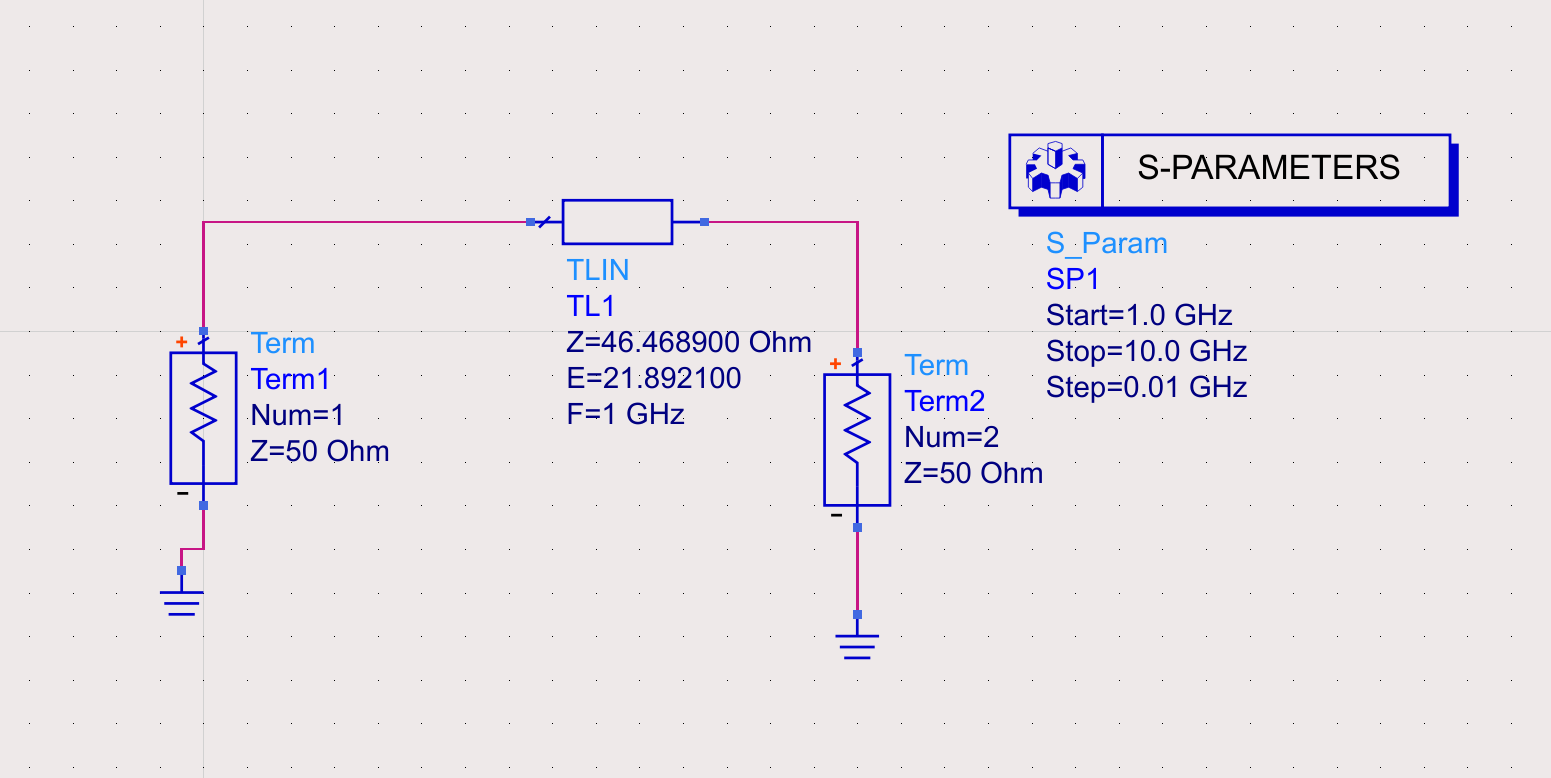 S-PARAMETERS
S_Param
SP1
Start=1.0 GHz
Stop=10.0 GHz
Step=0.01 GHz
TLIN
TL1
Z=46.468900 Ohm
E=21.892100
F=1 GHz
+
Term
Term1
Num=1
Z=50 Ohm
-
+
Term
Term2
Num=2
Z=50 Ohm
-